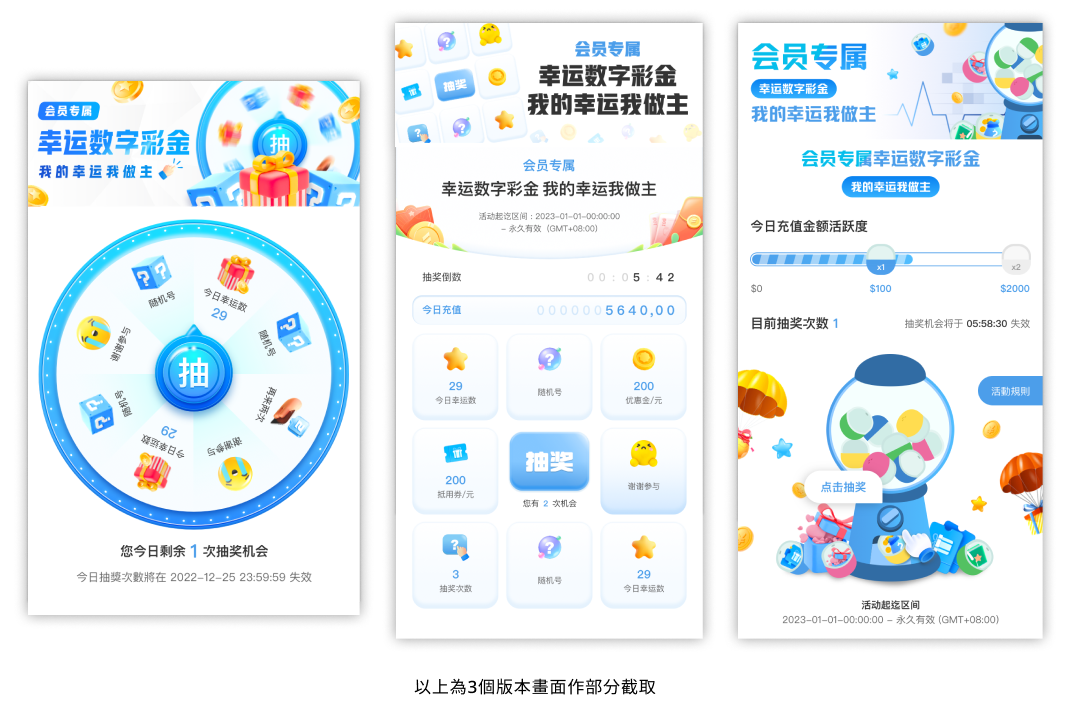 会员专属
幸运数字彩金
我的幸运我做主
抽
随机号
今日幸运数
29
随机号
再来两次
谢谢参与
今日幸运数
29
随机号
谢谢参与
抽
您今日剩余 1 次抽奖机会
今日抽獎次數將在 2022-12-25 23:59:59 失效
抽奖
会员专属
幸运数字彩金
我的幸运我做主
会员专属
幸运数字彩金 我的幸运我做主
活动起迄区间：2023-01-01-00:00:00
- 永久有效（GMT+08:00)
抽奖倒数
00:05:42
今日充值
0000005640,00
29
今日幸运数
随机号
200
优惠金/元
200
抵用券/元
抽奖
您有 2 次机会
谢谢参与
3
抽奖次数
随机号
29
今日幸运数
会员专属
幸运数字彩金
我的幸运我做主
会员专属幸运数字彩金
我的幸运我做主
今日充值金额活跃度
x1
x2
$0
$100
$2000
目前抽奖次数 1
抽奖机会将于 05:58:30 失效
活動規則
点击抽奖
活动起迄区间
2023-01-01-00:00:00 - 永久有效 (GMT+08:00)
以上為3個版本畫面作部分截取